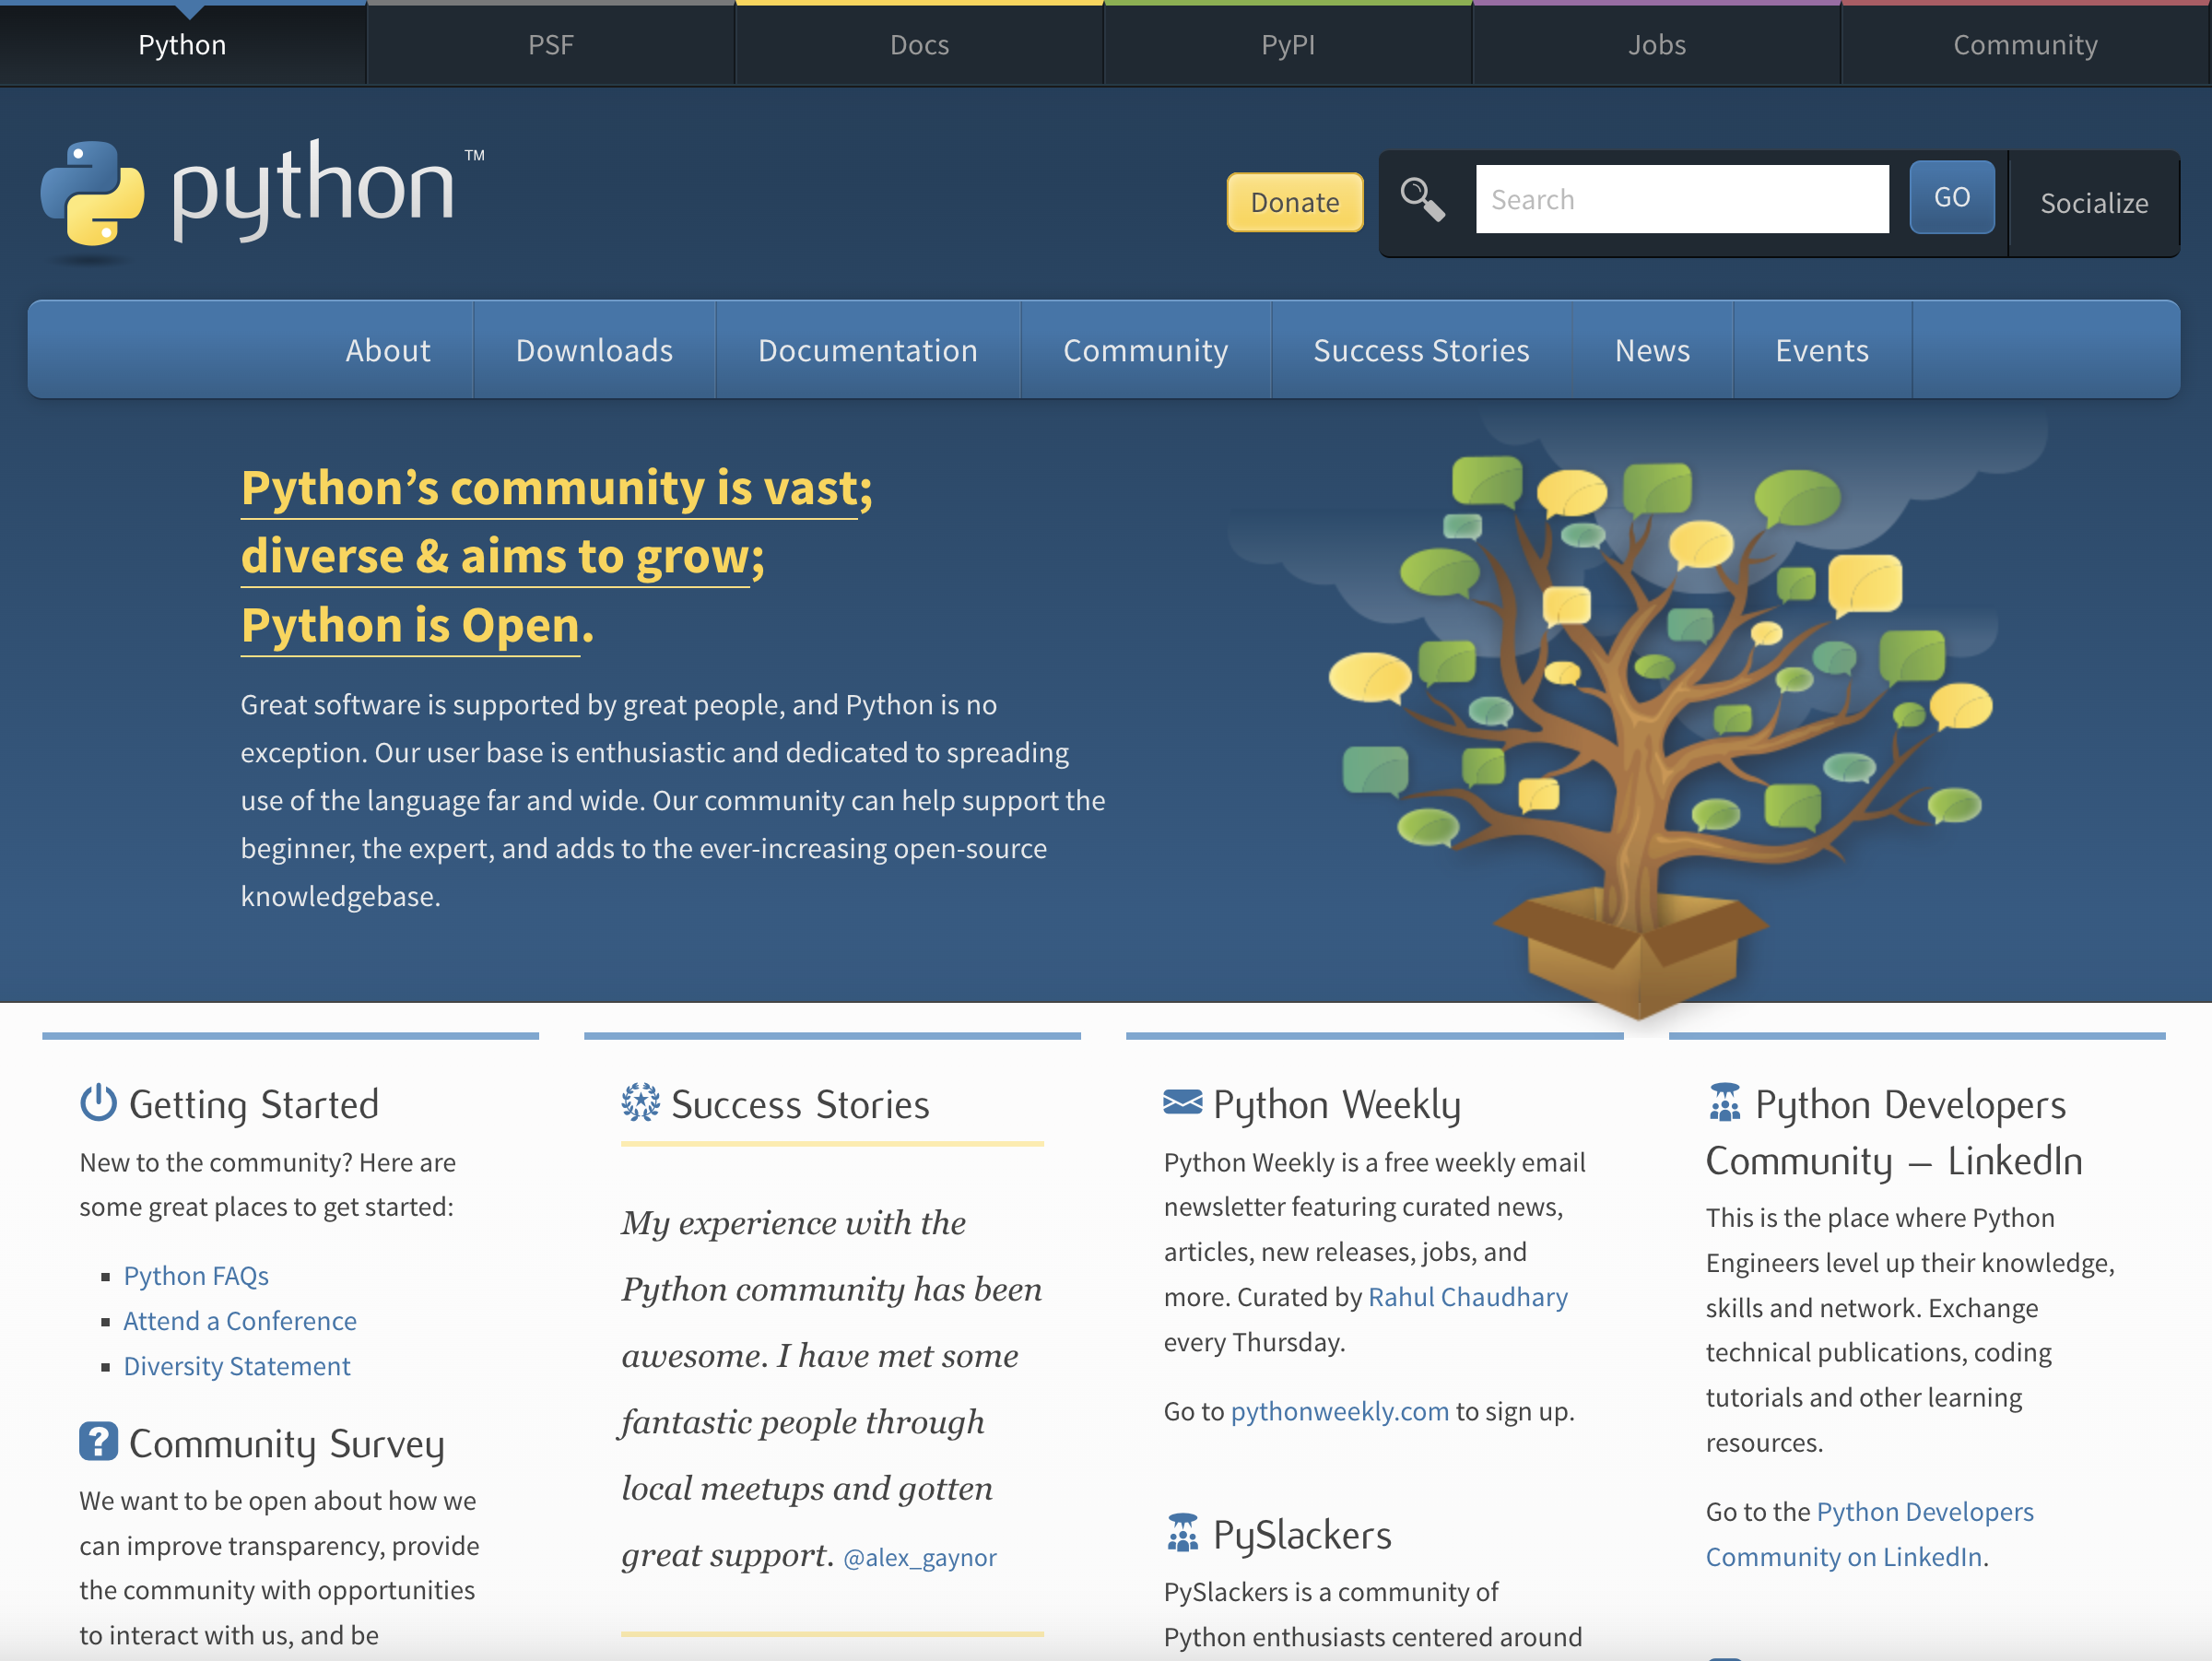 Python
PSF
Docs
PyPI
Jobs
Community
python™
Donate
Search
GO
Socialize
About
Downloads
Documentation
Community
Success Stories
News
Events
Python’s community is vast;
diverse & aims to grow;
Python is Open.
Great software is supported by great people, and Python is no
exception. Our user base is enthusiastic and dedicated to spreading
use of the language far and wide. Our community can help support the
beginner, the expert, and adds to the ever-increasing open-source
knowledgebase.
Getting Started
New to the community? Here are
some great places to get started:
Python FAQs
Attend a Conference
Diversity Statement
Community Survey
We want to be open about how we
can improve transparency, provide
the community with opportunities
to interact with us, and be
Success Stories
My experience with the
Python community has been
awesome. I have met some
fantastic people through
local meetups and gotten
great support. @alex_gaynor
Python Weekly
Python Weekly is a free weekly email
newsletter featuring curated news,
articles, new releases, jobs, and
more. Curated by Rahul Chaudhary
every Thursday.
Go to pythonweekly.com to sign up.
PySlackers
PySlackers is a community of
Python enthusiasts centered around
Python Developers
Community – LinkedIn
This is the place where Python
Engineers level up their knowledge,
skills and network. Exchange
technical publications, coding
tutorials and other learning
resources.
Go to the Python Developers
Community on LinkedIn.